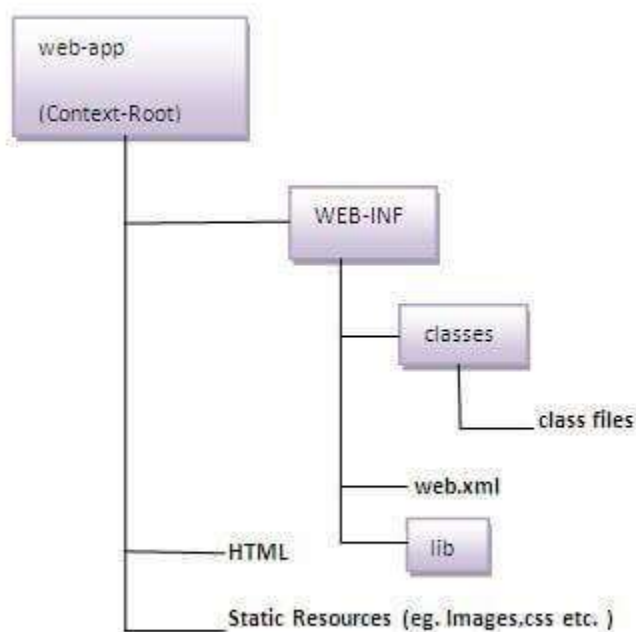 web-app
(Context-Root)
WEB-INF
classes
class files
web.xml
lib
HTML
Static Resources (eg. Images,css etc. )